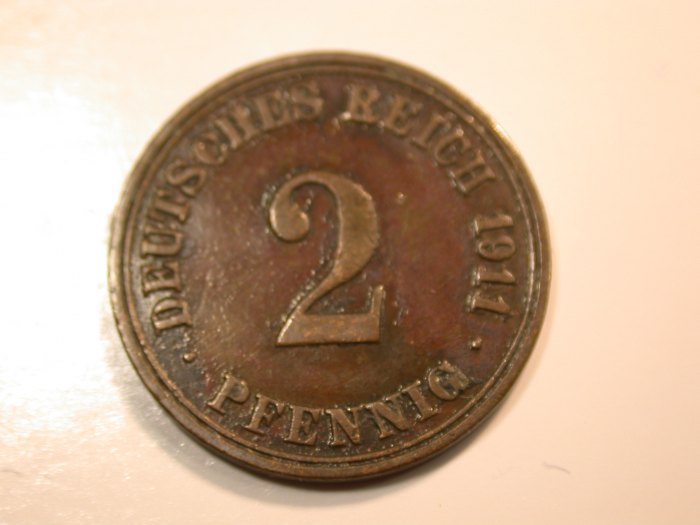 DEUTSCHES REICH 1911
2
PFENNIG